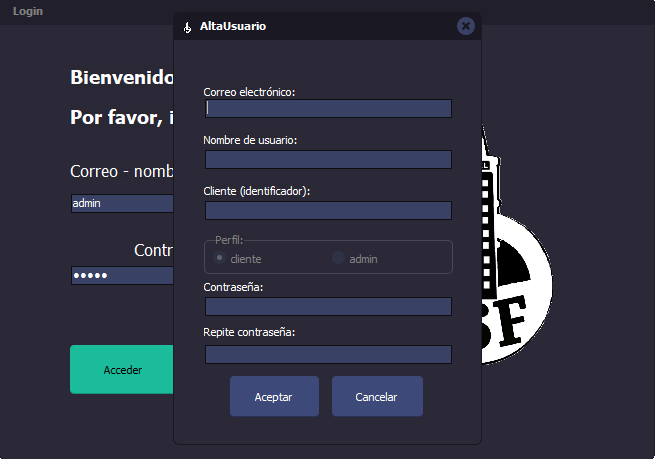 Login
AltaUsuario
Bienvenido
Por favor, i
Correo - nomb
admin
Contr
Acceder
Correo electrónico:
Nombre de usuario:
Cliente (identificador):
Perfil:
cliente
admin
Contraseña:
Repite contraseña:
Aceptar
Cancelar
SF